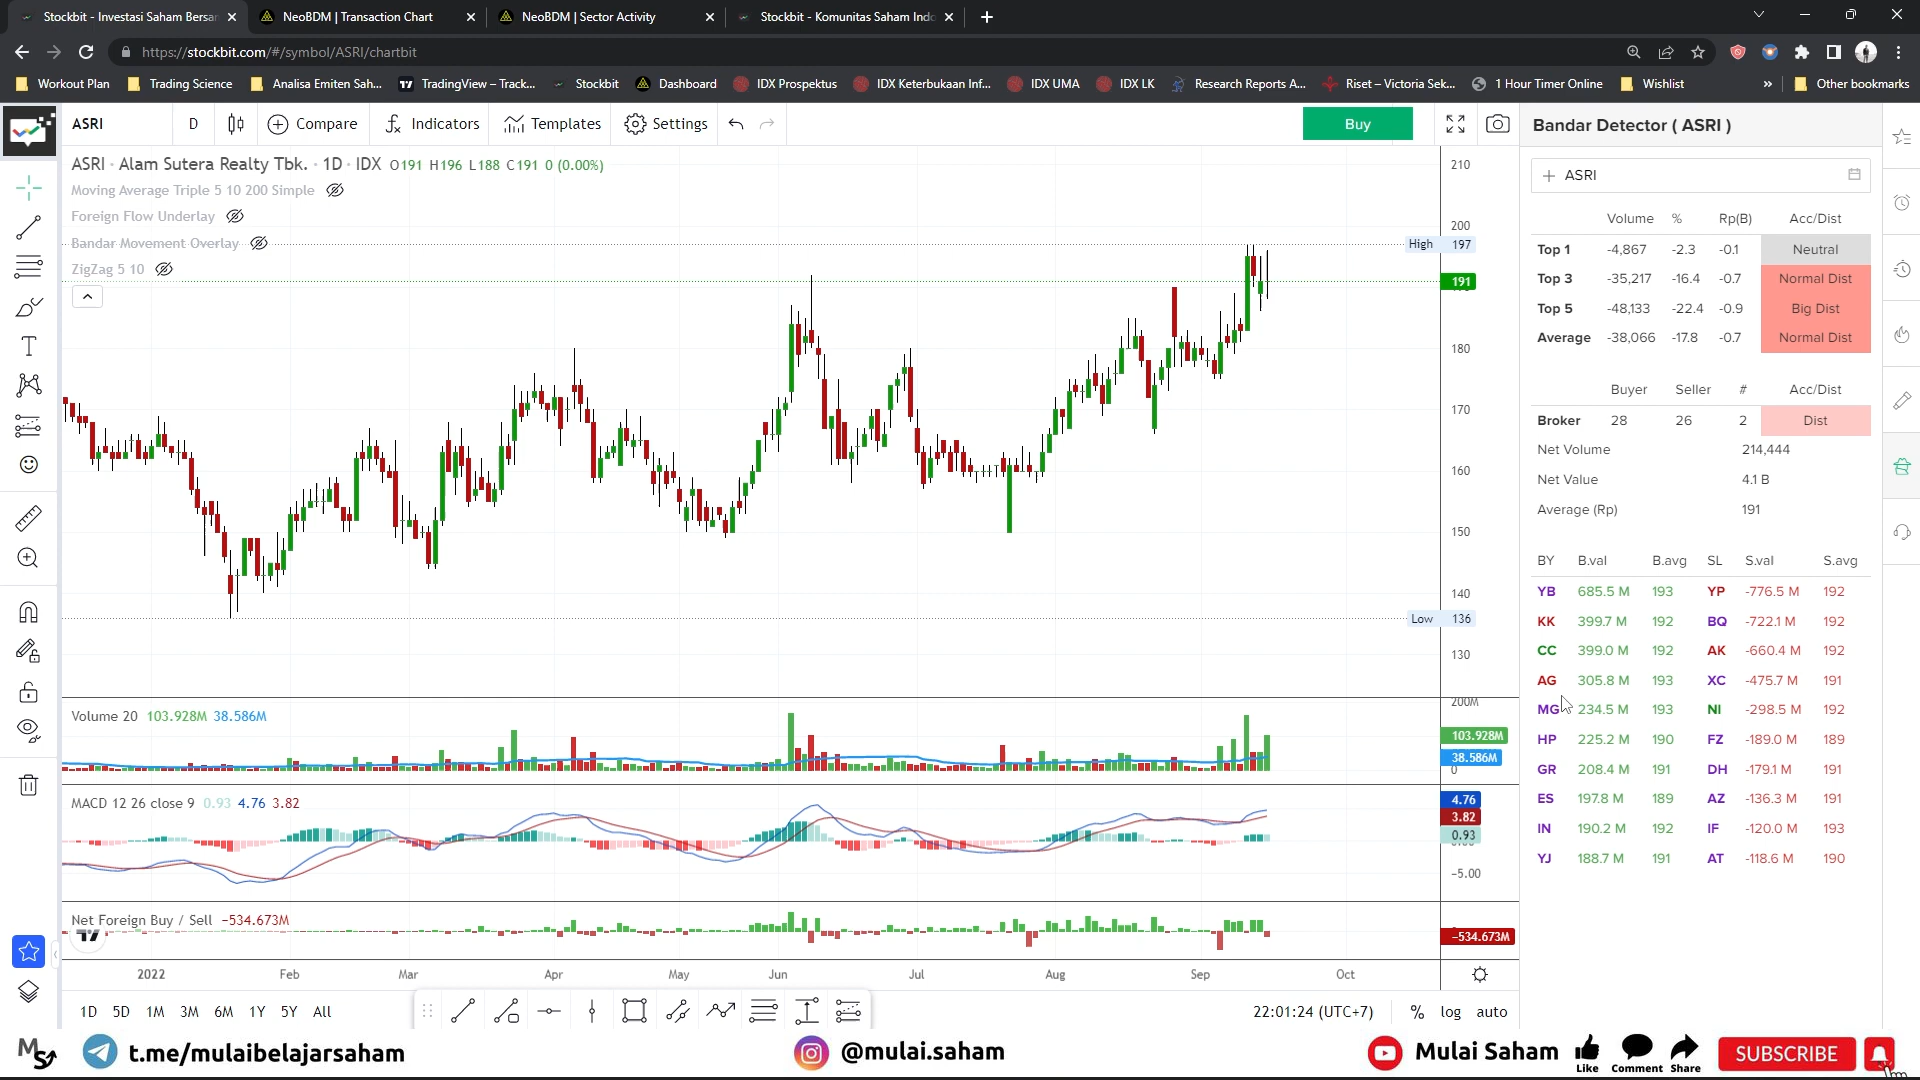 Stockbit - Investasi Saham Bersar
NeoBDM | Transaction Chart
NeoBDM | Sector Activity
Stockbit - Komunitas Saham Indo
https://stockbit.com/#/symbol/ASRI/chartbit
Workout Plan
Trading Science
Analisa Emiten Sah...
TradingView – Track...
Stockbit
Dashboard
IDX Prospektus
IDX Keterbukaan Inf...
IDX UMA
IDX LK
Research Reports A...
Riset – Victoria Sek...
1 Hour Timer Online
Wishlist
»
Other bookmarks
ASRI
D
Compare
Indicators
Templates
Settings
Buy
Bandar Detector ( ASRI )
ASRI · Alam Sutera Realty Tbk. · 1D · IDX O191 H196 L188 C191 0 (0.00%)
Moving Average Triple 5 10 200 Simple
Foreign Flow Underlay
Bandar Movement Overlay
ZigZag 5 10
210
200
High 197
191
180
170
160
150
140
Low 136
130
ASRI
Volume % Rp(B) Acc/Dist
Top 1 -4,867 -2.3 -0.1 Neutral
Top 3 -35,217 -16.4 -0.7 Normal Dist
Top 5 -48,133 -22.4 -0.9 Big Dist
Average -38,066 -17.8 -0.7 Normal Dist
Buyer Seller # Acc/Dist
Broker 28 26 2 Dist
Net Volume 214,444
Net Value 4.1 B
Average (Rp) 191
BY B.val B.avg SL S.val S.avg
YB 685.5 M 193 YP -776.5 M 192
KK 399.7 M 192 BQ -722.1 M 192
CC 399.0 M 192 AK -660.4 M 192
AG 305.8 M 193 XC -475.7 M 191
MG 234.5 M 193 NI -298.5 M 192
HP 225.2 M 190 FZ -189.0 M 189
GR 208.4 M 191 DH -179.1 M 191
ES 197.8 M 189 AZ -136.3 M 191
IN 190.2 M 192 IF -120.0 M 193
YJ 188.7 M 191 AT -118.6 M 190
Volume 20 103.928M 38.586M
200M
103.928M
38.586M
0
MACD 12 26 close 9 0.93 4.76 3.82
4.76
3.82
0.93
−5.00
Net Foreign Buy / Sell −534.673M
−534.673M
2022 Feb Mar Apr May Jun Jul Aug Sep Oct
1D 5D 1M 3M 6M 1Y 5Y All
22:01:24 (UTC+7)
% log auto
t.me/mulaibelajarsaham
@mulai.saham
Mulai Saham
Like
Comment
Share
SUBSCRIBE